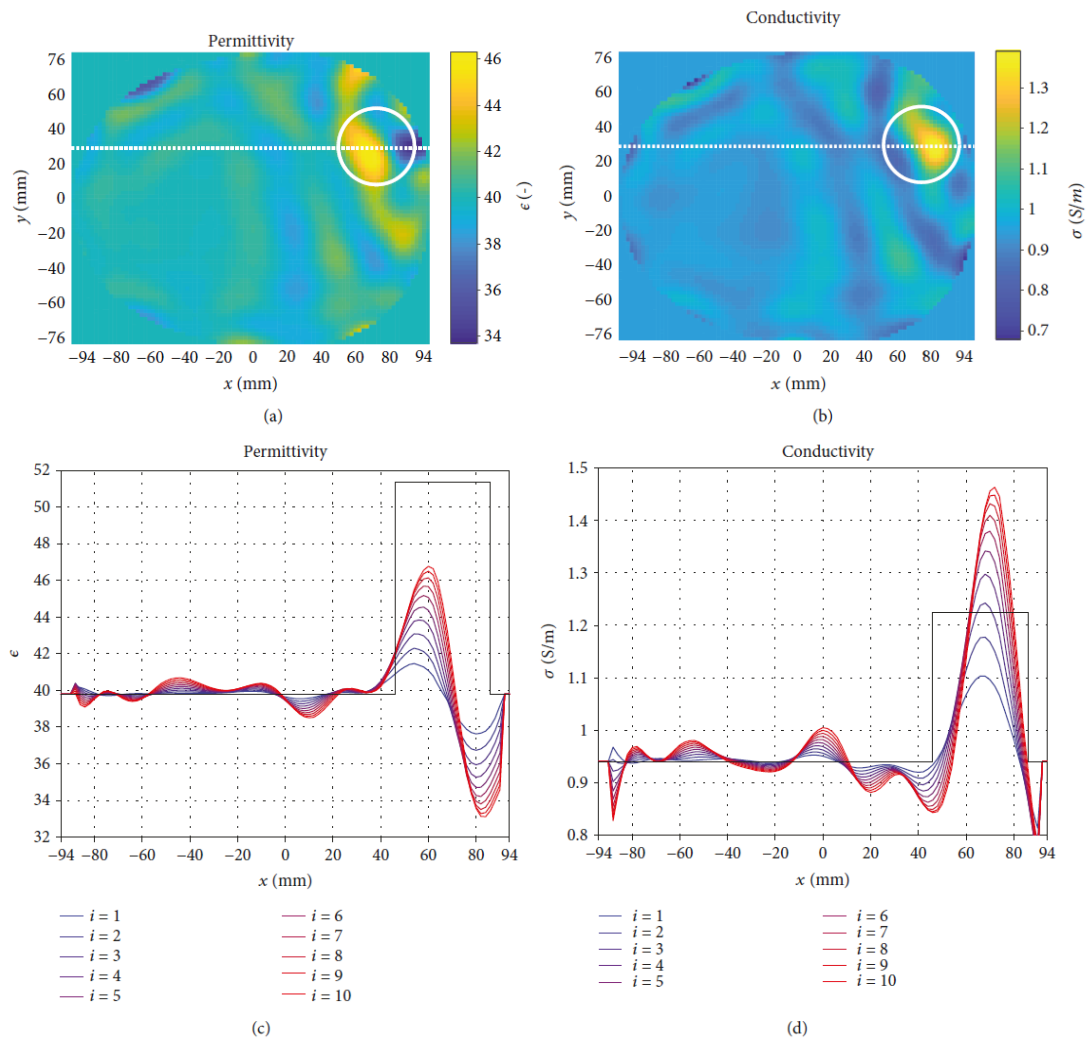 Permittivity
76
60
40
20
0
−20
−40
−60
−76
y (mm)
−94 −80 −60 −40 −20 0 20 40 60 80 94
x (mm)
46
44
42
40
38
36
34
ϵ (-)
(a)
Conductivity
76
60
40
20
0
−20
−40
−60
−76
y (mm)
−94 −80 −60 −40 −20 0 20 40 60 80 94
x (mm)
1.3
1.2
1.1
1
0.9
0.8
0.7
σ (S/m)
(b)
Permittivity
52
50
48
46
44
42
40
38
36
34
32
ϵ
−94 −80 −60 −40 −20 0 20 40 60 80 94
x (mm)
i = 1
i = 2
i = 3
i = 4
i = 5
i = 6
i = 7
i = 8
i = 9
i = 10
(c)
Conductivity
1.5
1.4
1.3
1.2
1.1
1
0.9
0.8
σ (S/m)
−94 −80 −60 −40 −20 0 20 40 60 80 94
x (mm)
i = 1
i = 2
i = 3
i = 4
i = 5
i = 6
i = 7
i = 8
i = 9
i = 10
(d)